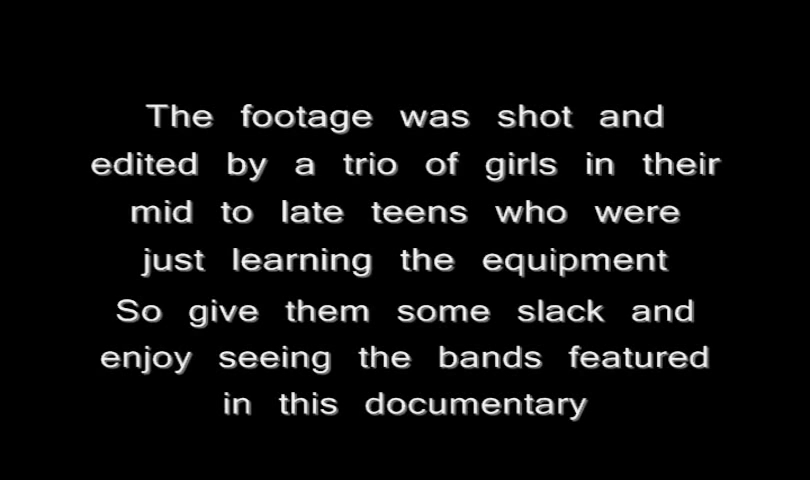 The footage was shot and
edited by a trio of girls in their
mid to late teens who were
just learning the equipment
So give them some slack and
enjoy seeing the bands featured
in this documentary